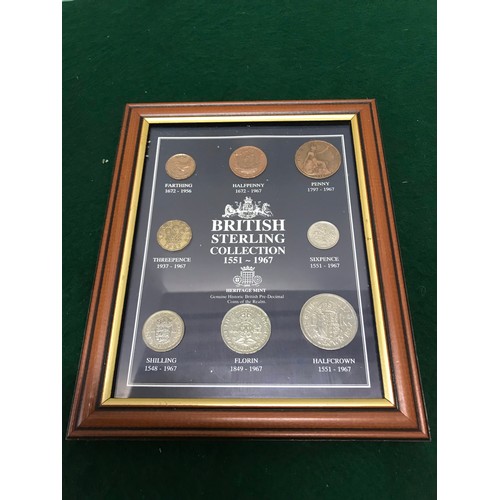 FARTHING
1672 - 1956
HALFPENNY
1672 - 1967
PENNY
1797 - 1967
BRITISH
STERLING
COLLECTION
1551 ~ 1967
THREEPENCE
1937 - 1967
SIXPENCE
1551 - 1967
HERITAGE MINT
Genuine Historic British Pre-Decimal
Coins of the Realm
SHILLING
1548 - 1967
FLORIN
1849 - 1967
HALFCROWN
1551 - 1967